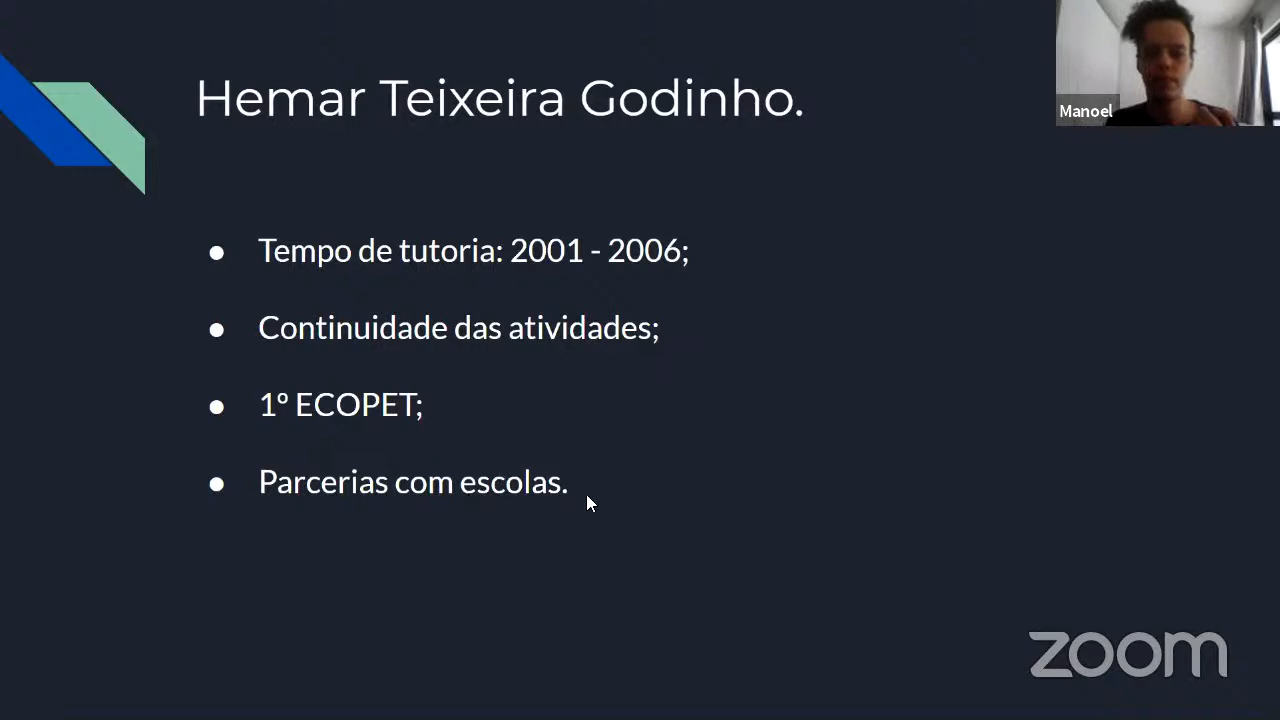 Hemar Teixeira Godinho.
Manoel
● Tempo de tutoria: 2001 - 2006;
● Continuidade das atividades;
● 1º ECOPET;
● Parcerias com escolas.
zoom